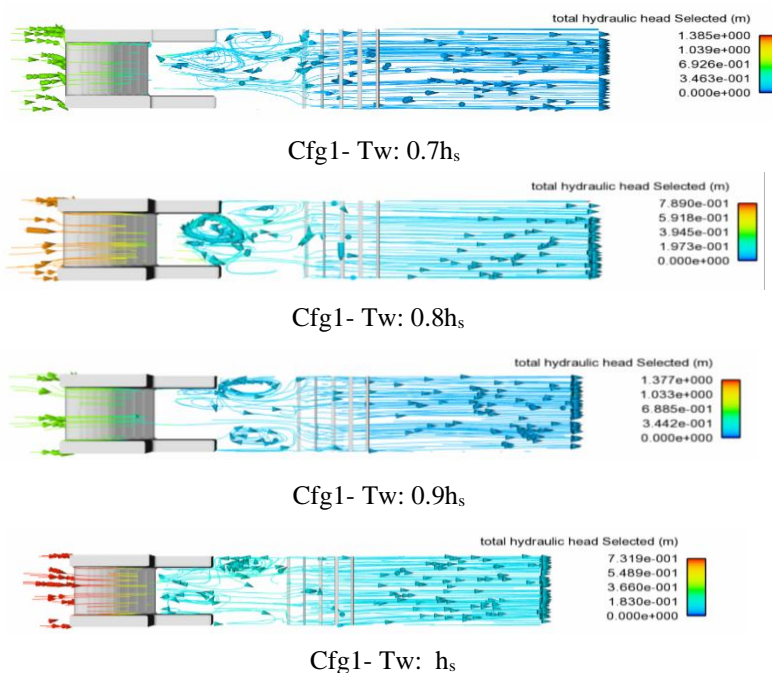 total hydraulic head Selected (m)
1.385e+000
1.039e+000
6.926e-001
3.463e-001
0.000e+000
Cfg1- Tw: 0.7hₛ
total hydraulic head Selected (m)
7.890e-001
5.918e-001
3.945e-001
1.973e-001
0.000e+000
Cfg1- Tw: 0.8hₛ
total hydraulic head Selected (m)
1.377e+000
1.033e+000
6.885e-001
3.442e-001
0.000e+000
Cfg1- Tw: 0.9hₛ
total hydraulic head Selected (m)
7.319e-001
5.489e-001
3.660e-001
1.830e-001
0.000e+000
Cfg1- Tw: hₛ